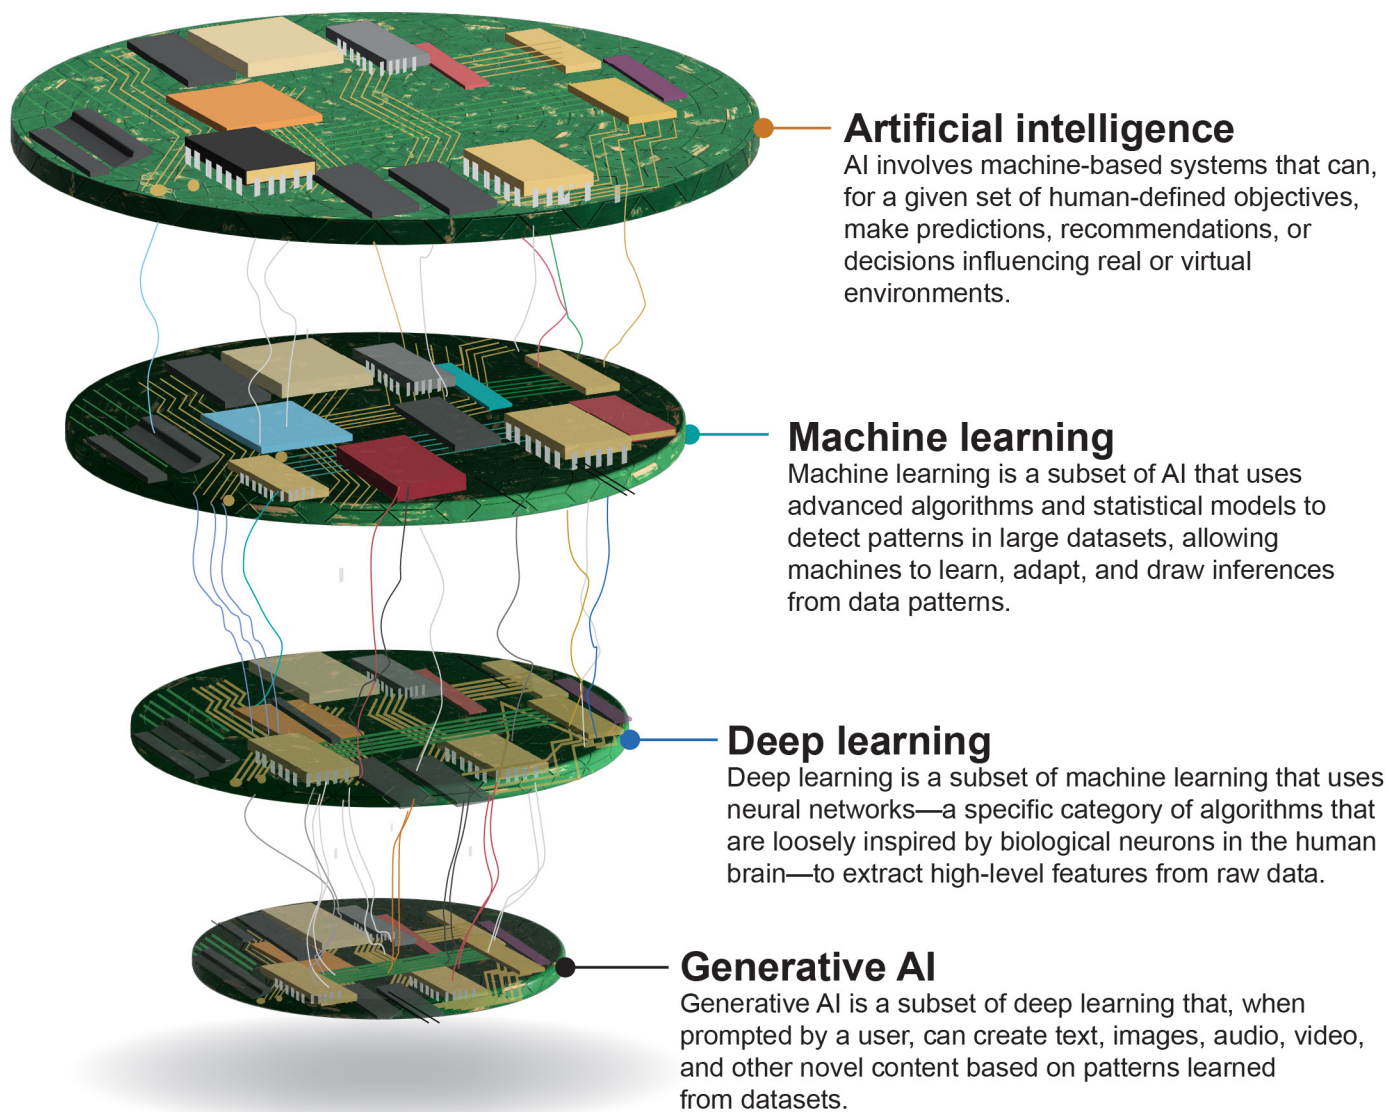 Artificial intelligence
AI involves machine-based systems that can,
for a given set of human-defined objectives,
make predictions, recommendations, or
decisions influencing real or virtual
environments.
Machine learning
Machine learning is a subset of AI that uses
advanced algorithms and statistical models to
detect patterns in large datasets, allowing
machines to learn, adapt, and draw inferences
from data patterns.
Deep learning
Deep learning is a subset of machine learning that uses
neural networks—a specific category of algorithms that
are loosely inspired by biological neurons in the human
brain—to extract high-level features from raw data.
Generative AI
Generative AI is a subset of deep learning that, when
prompted by a user, can create text, images, audio, video,
and other novel content based on patterns learned
from datasets.